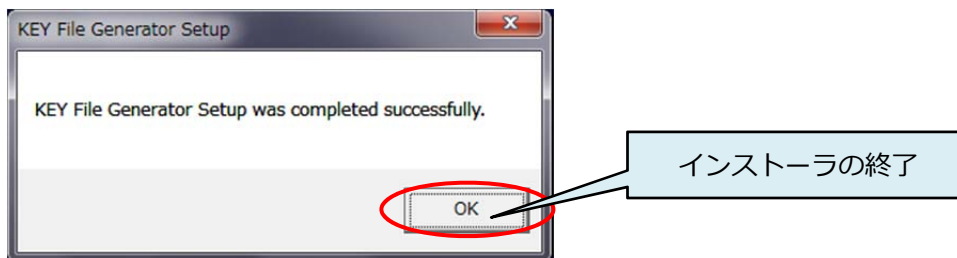 KEY File Generator Setup
KEY File Generator Setup was completed successfully.
インストーラの終了
OK